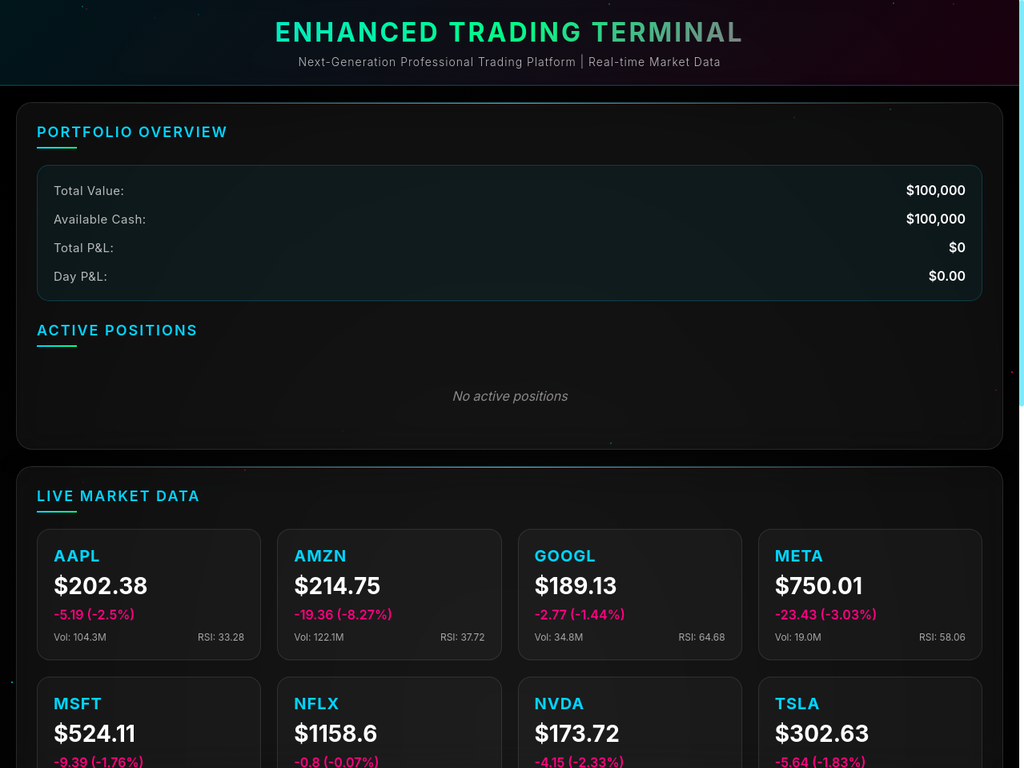 ENHANCED TRADING TERMINAL
Next-Generation Professional Trading Platform | Real-time Market Data
PORTFOLIO OVERVIEW
Total Value: $100,000
Available Cash: $100,000
Total P&L: $0
Day P&L: $0.00
ACTIVE POSITIONS
No active positions
LIVE MARKET DATA
AAPL AMZN GOOGL META
$202.38 $214.75 $189.13 $750.01
-5.19 (-2.5%) -19.36 (-8.27%) -2.77 (-1.44%) -23.43 (-3.03%)
Vol: 104.3M RSI: 33.28 Vol: 122.1M RSI: 37.72 Vol: 34.8M RSI: 64.68 Vol: 19.0M RSI: 58.06
MSFT NFLX NVDA TSLA
$524.11 $1158.6 $173.72 $302.63
-9.39 (-1.76%) -0.8 (-0.07%) -4.15 (-2.33%) -5.64 (-1.83%)